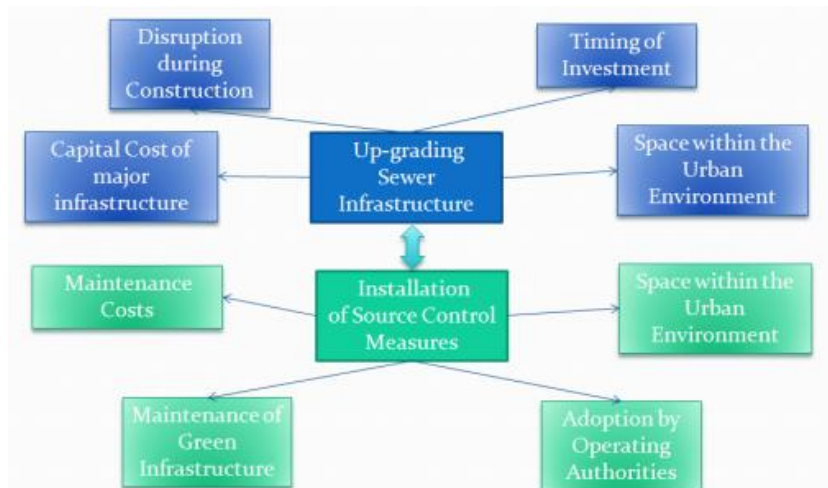 Disruption
during
Construction
Timing of
Investment
Capital Cost of
major
infrastructure
Up-grading
Sewer
Infrastructure
Space within the
Urban
Environment
Maintenance
Costs
Installation
of Source Control
Measures
Space within the
Urban
Environment
Maintenance of
Green
Infrastructure
Adoption by
Operating
Authorities